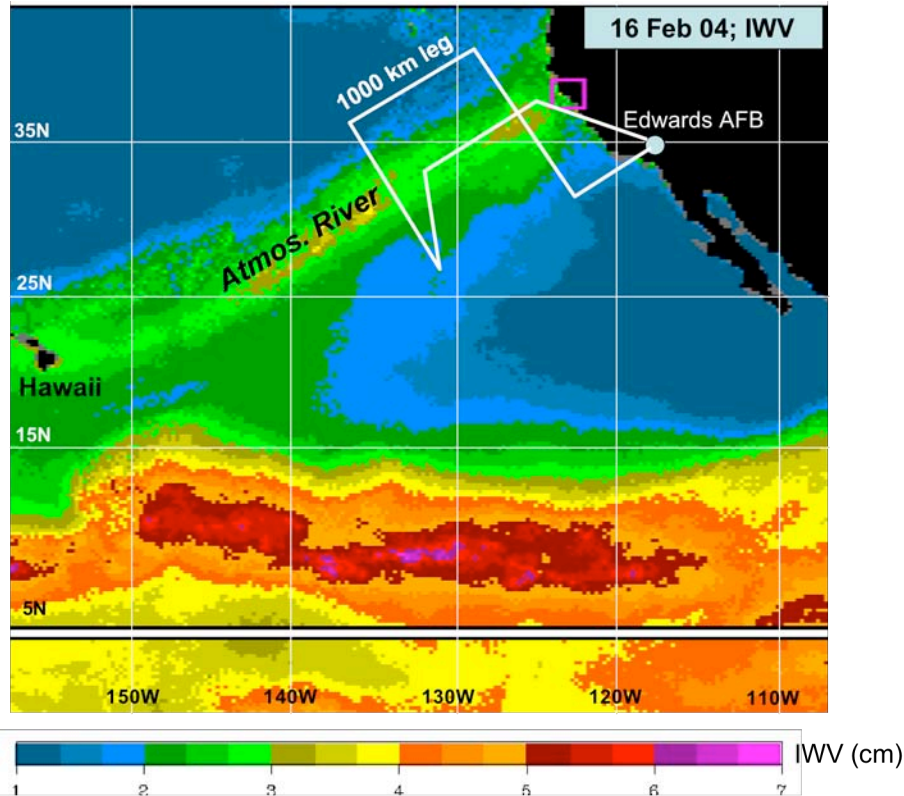 16 Feb 04; IWV
1000 km leg
Edwards AFB
35N
Atmos. River
25N
Hawaii
15N
5N
150W 140W 130W 120W 110W
IWV (cm)
1 2 3 4 5 6 7